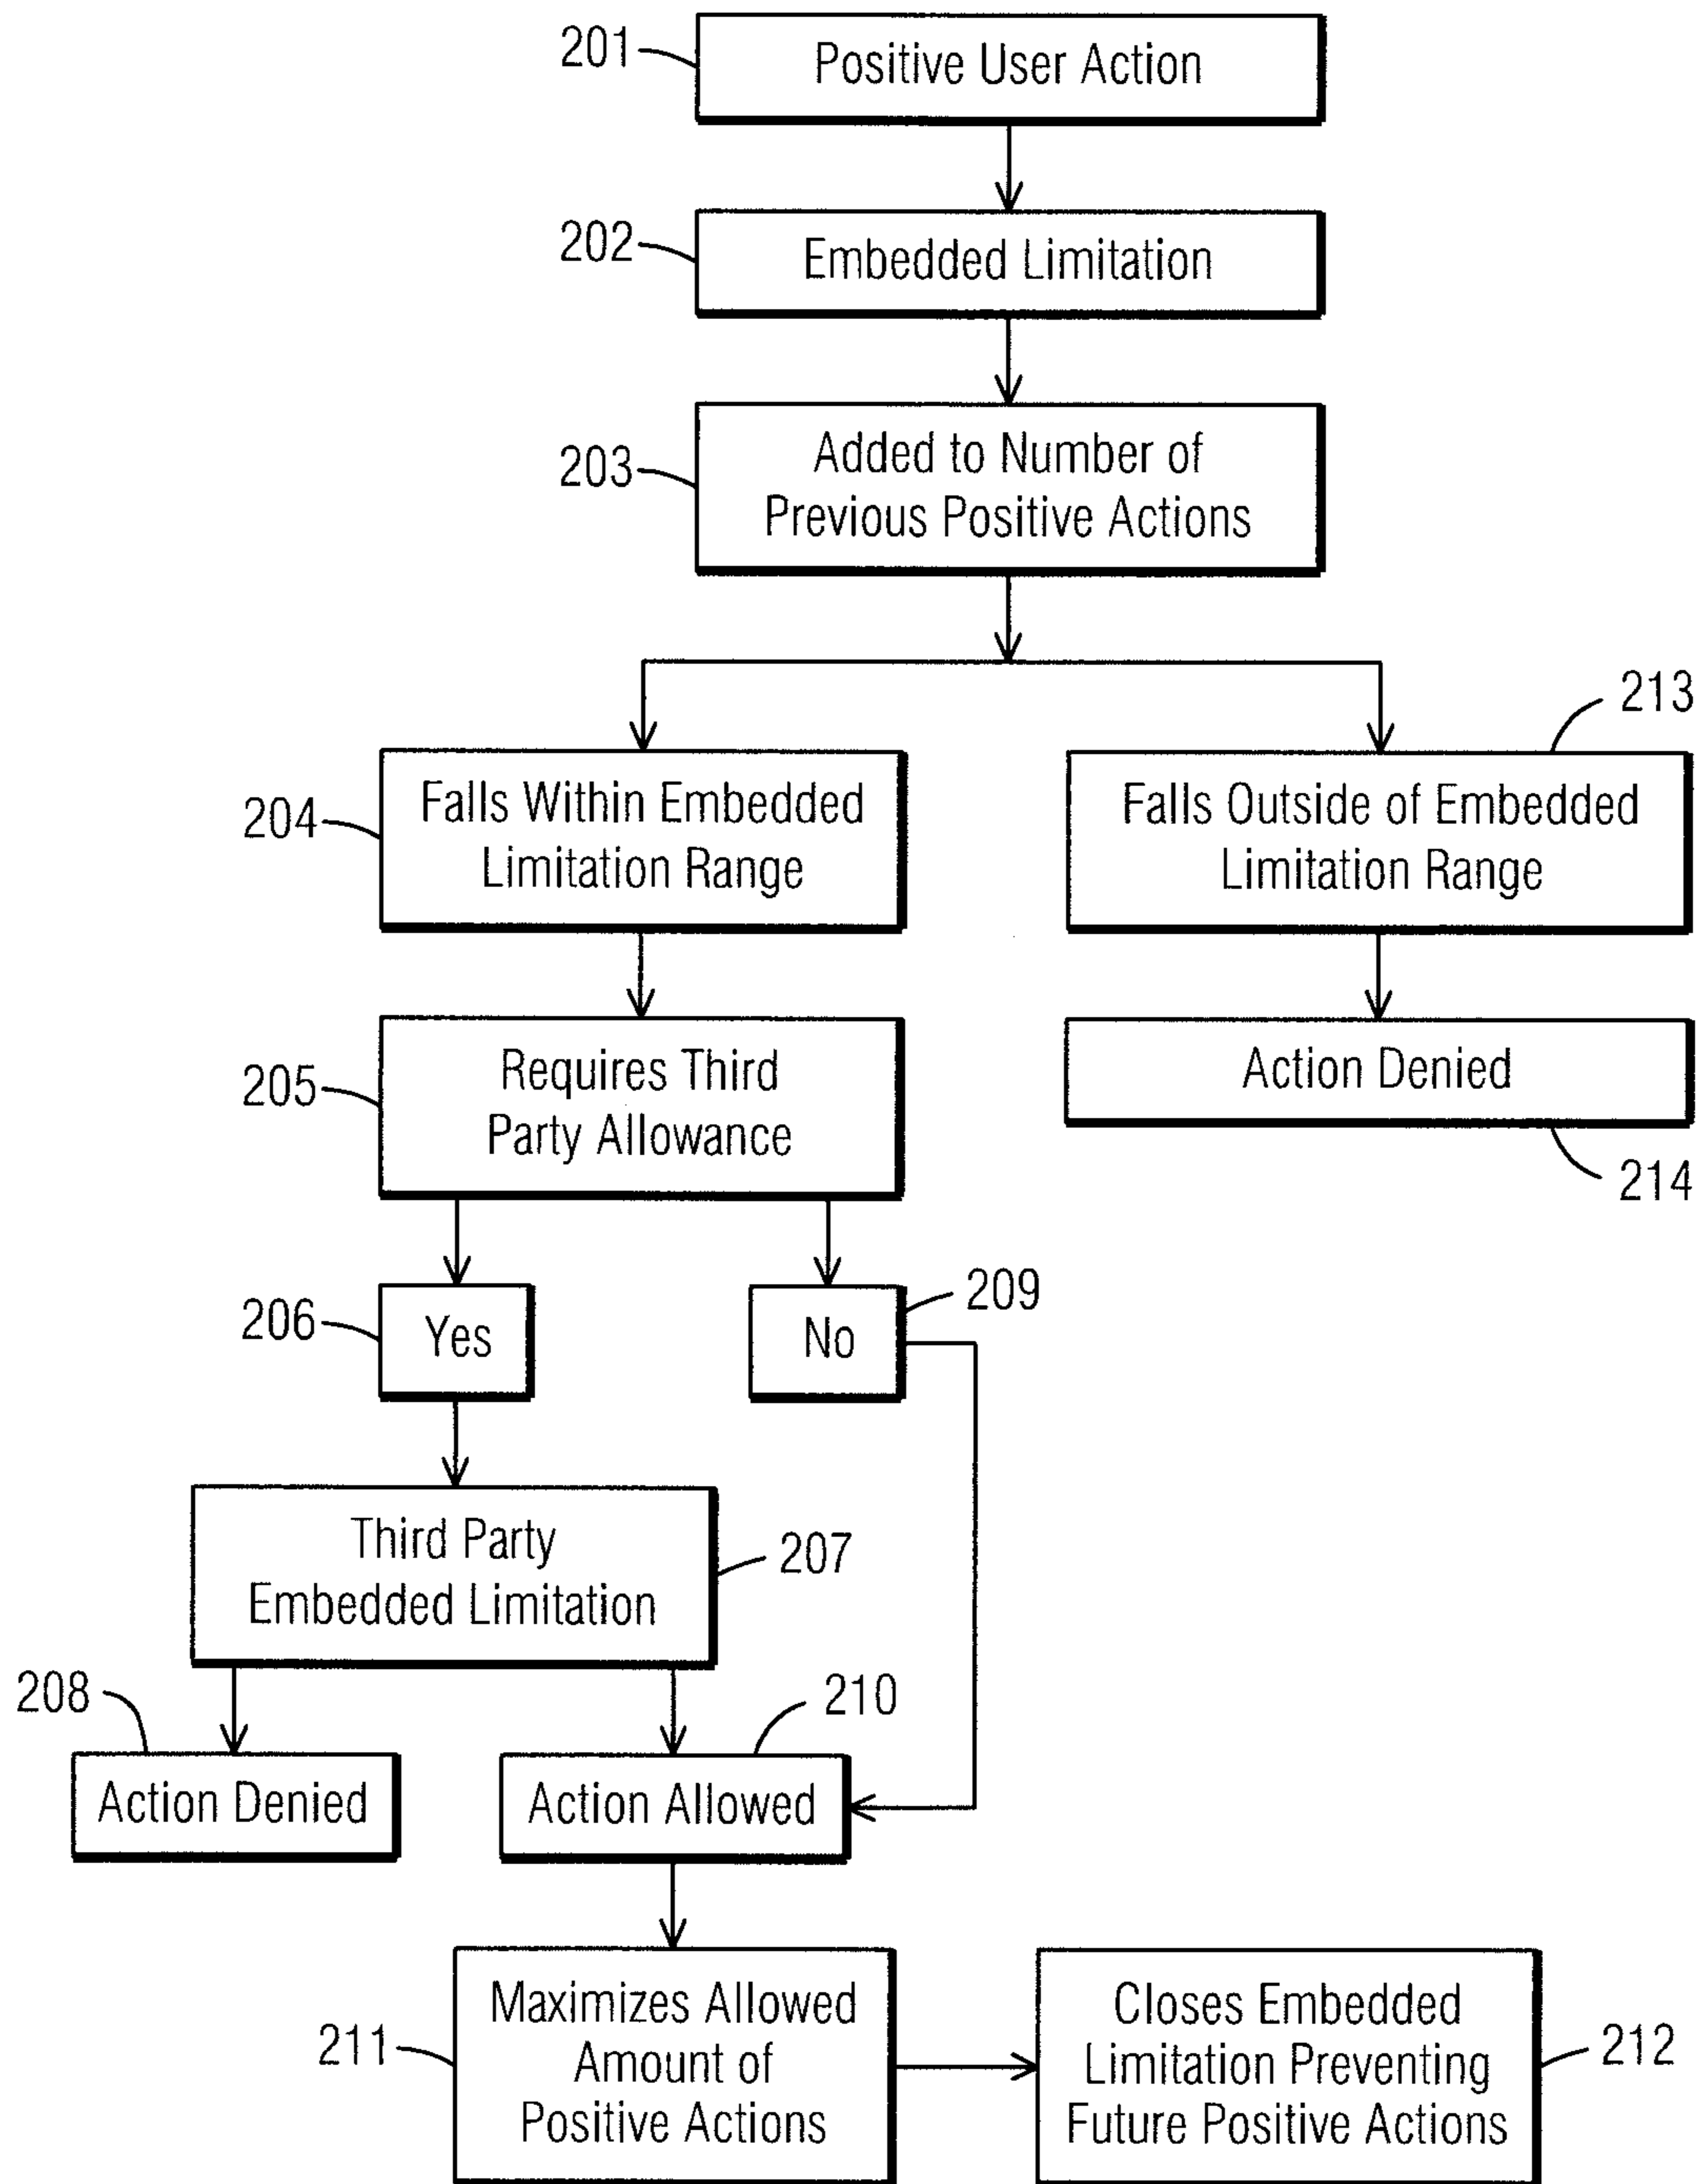 201
Positive User Action
202
Embedded Limitation
203
Added to Number of
Previous Positive Actions
204
Falls Within Embedded
Limitation Range
213
Falls Outside of Embedded
Limitation Range
205
Requires Third
Party Allowance
Action Denied
214
206
Yes
No
209
Third Party
Embedded Limitation
207
208
Action Denied
210
Action Allowed
211
Maximizes Allowed
Amount of
Positive Actions
Closes Embedded
Limitation Preventing
Future Positive Actions
212